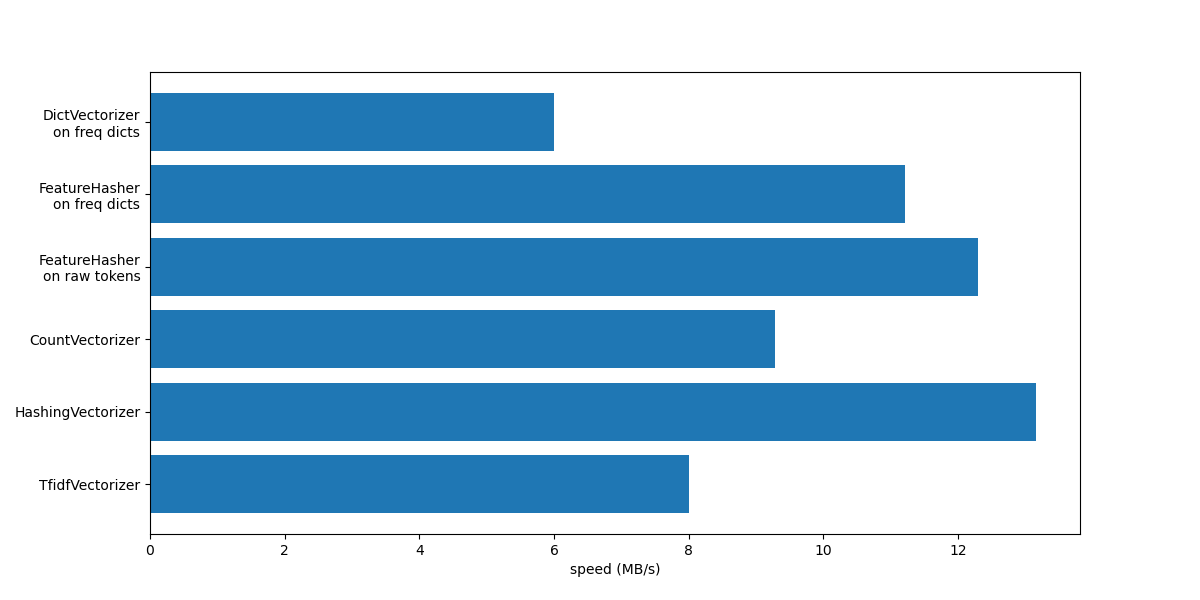 DictVectorizer
on freq dicts
FeatureHasher
on freq dicts
FeatureHasher
on raw tokens
CountVectorizer
HashingVectorizer
TfidfVectorizer
0 2 4 6 8 10 12
speed (MB/s)